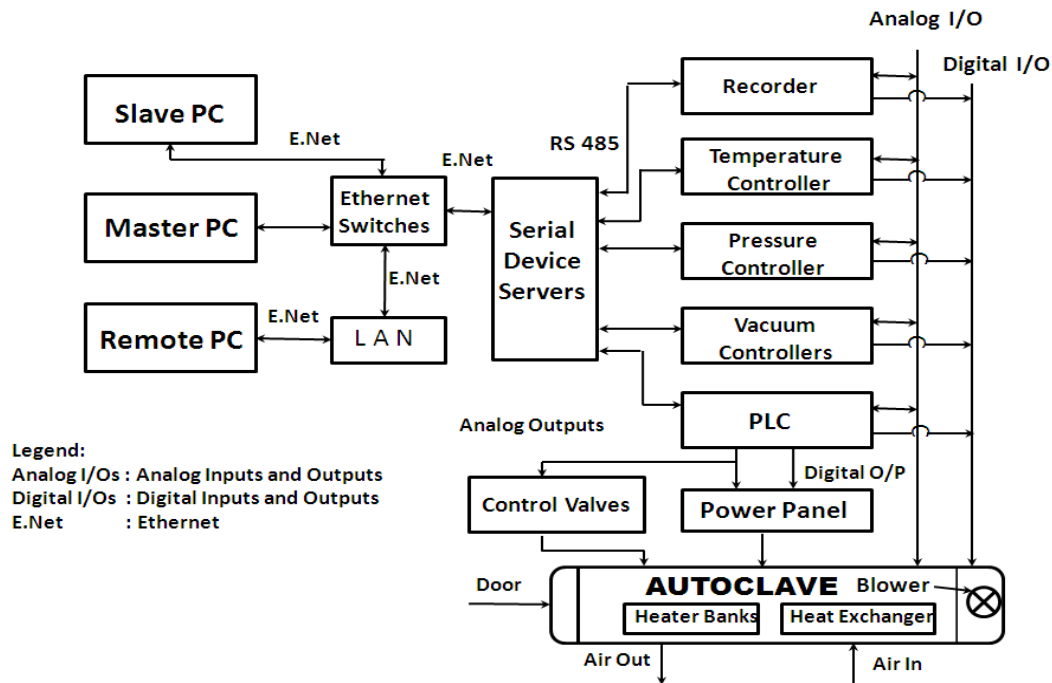 Analog I/O
Digital I/O
Slave PC
E.Net
E.Net
RS 485
Recorder
Temperature
Controller
Master PC
Ethernet
Switches
Serial
Device
Servers
Pressure
Controller
E.Net
Remote PC
E.Net
LAN
Vacuum
Controllers
PLC
Analog Outputs
Digital O/P
Legend:
Analog I/Os : Analog Inputs and Outputs
Digital I/Os : Digital Inputs and Outputs
E.Net : Ethernet
Control Valves
Power Panel
Door
AUTOCLAVE
Blower
Heater Banks
Heat Exchanger
Air Out
Air In